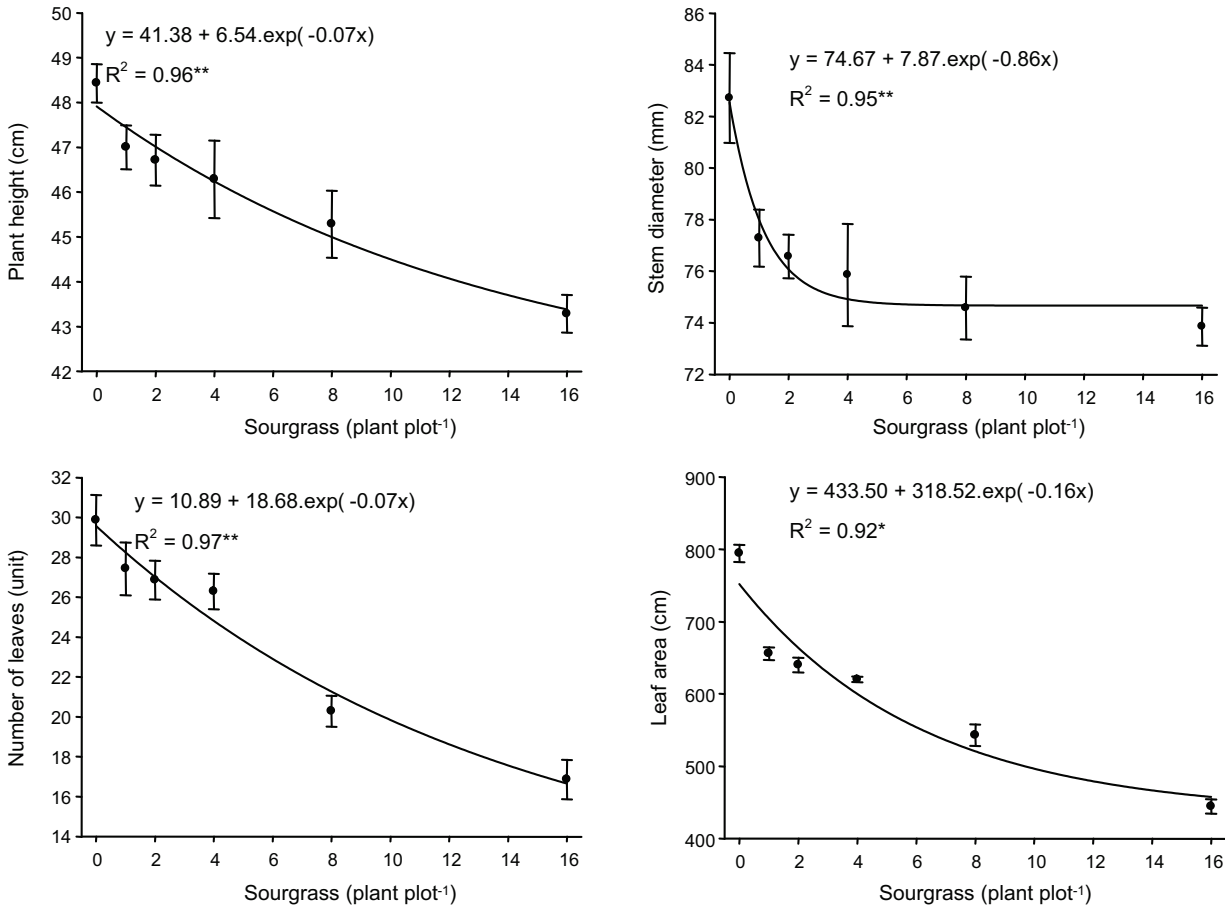 y = 41.38 + 6.54.exp( -0.07x)
R² = 0.96**
Plant height (cm)
50
49
48
47
46
45
44
43
42
0 2 4 6 8 10 12 14 16
Sourgrass (plant plot⁻¹)
y = 74.67 + 7.87.exp( -0.86x)
R² = 0.95**
Stem diameter (mm)
86
84
82
80
78
76
74
72
0 2 4 6 8 10 12 14 16
Sourgrass (plant plot⁻¹)
y = 10.89 + 18.68.exp( -0.07x)
R² = 0.97**
Number of leaves (unit)
32
30
28
26
24
22
20
18
16
14
0 2 4 6 8 10 12 14 16
Sourgrass (plant plot⁻¹)
y = 433.50 + 318.52.exp( -0.16x)
R² = 0.92*
Leaf area (cm)
900
800
700
600
500
400
0 2 4 6 8 10 12 14 16
Sourgrass (plant plot⁻¹)